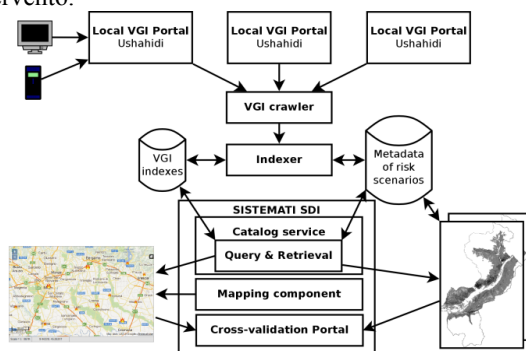 ervento.
Local VGI Portal
Ushahidi
Local VGI Portal
Ushahidi
Local VGI Portal
Ushahidi
VGI crawler
VGI
indexes
Indexer
Metadata
of risk
scenarios
SISTEMATI SDI
Catalog service
Query & Retrieval
Mapping component
Cross-validation Portal